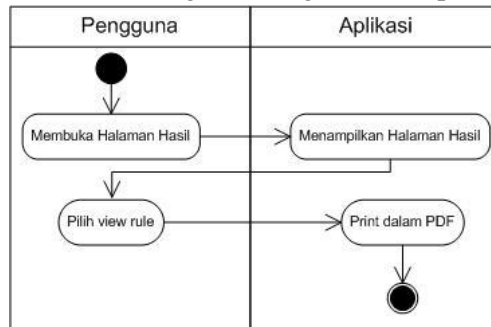 Pengguna
Aplikasi
Membuka Halaman Hasil
Menampilkan Halaman Hasil
Pilih view rule
Print dalam PDF